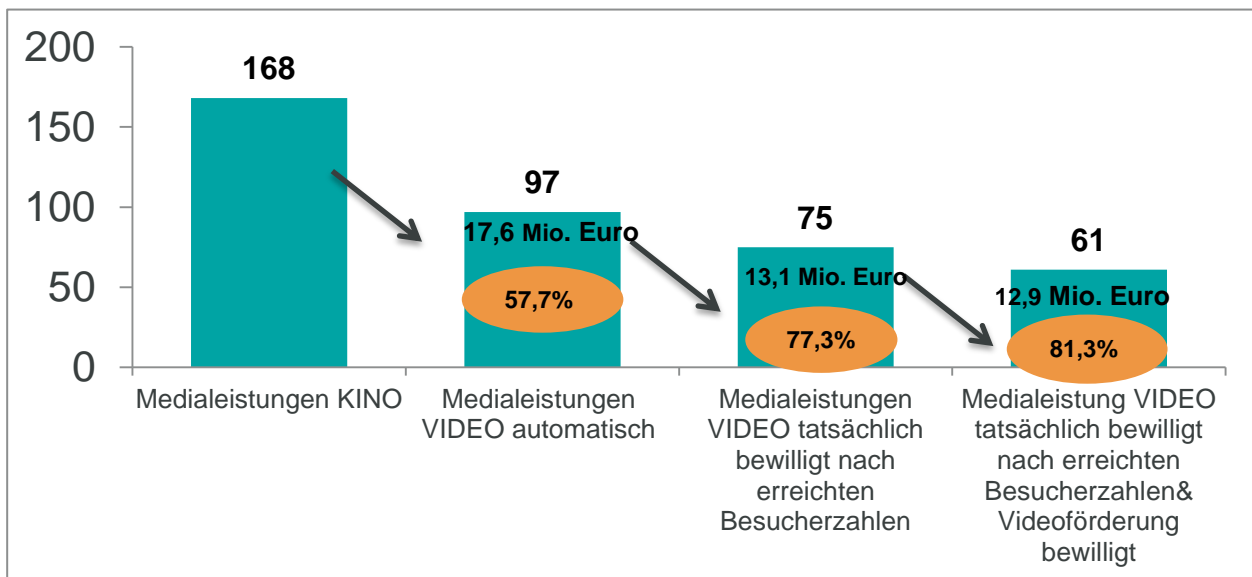 200
150
100
50
0
168
97
75
61
17,6 Mio. Euro
13,1 Mio. Euro
12,9 Mio. Euro
57,7%
77,3%
81,3%
Medialeistungen KINO
Medialeistungen
VIDEO automatisch
Medialeistungen
VIDEO tatsächlich
bewilligt nach
erreichten
Besucherzahlen
Medialeistung VIDEO
tatsächlich bewilligt
nach erreichten
Besucherzahlen&
Videoförderung
bewilligt